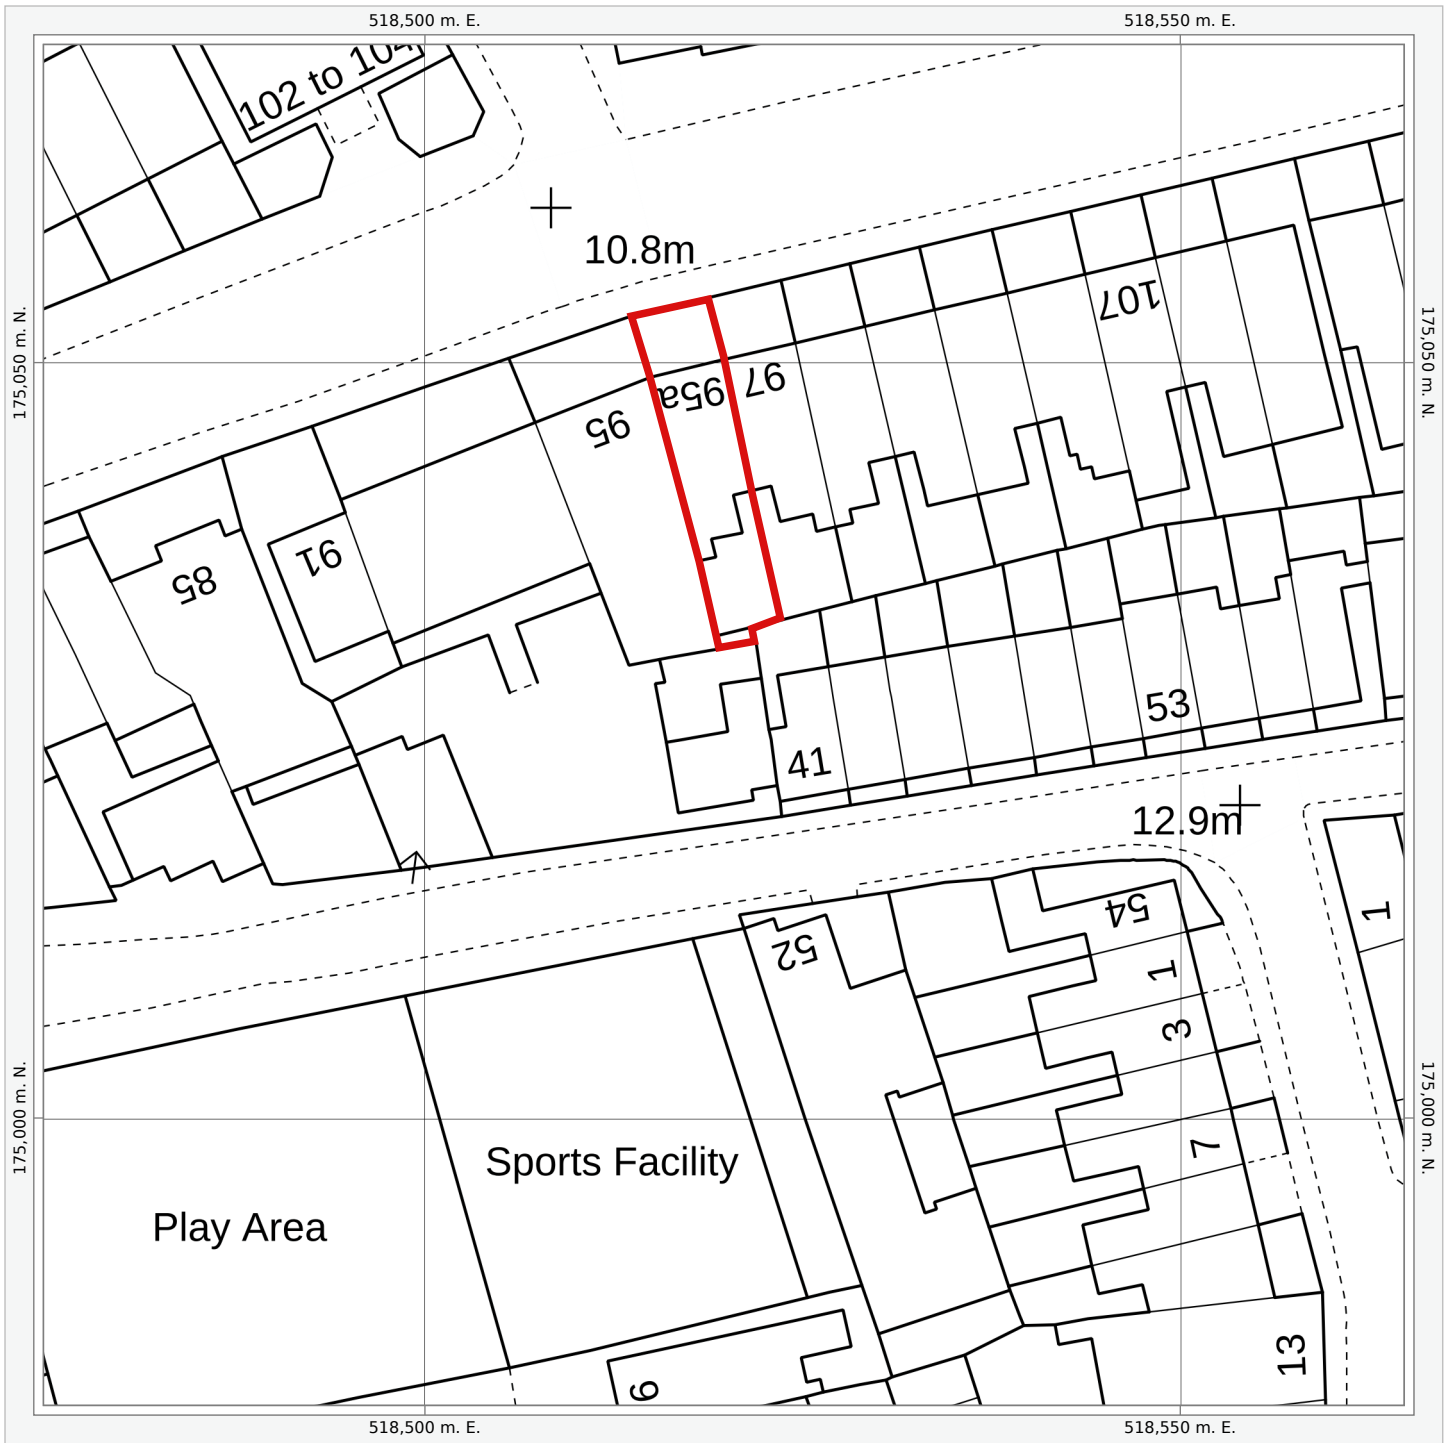 518,500 m. E.
518,550 m. E.
102 to 104
10.8m
107
175,050 m. N.
175,050 m. N.
97
95a
95
91
85
53
41
12.9m
54
1
52
1
3
175,000 m. N.
175,000 m. N.
7
Sports Facility
Play Area
13
6
518,500 m. E.
518,550 m. E.